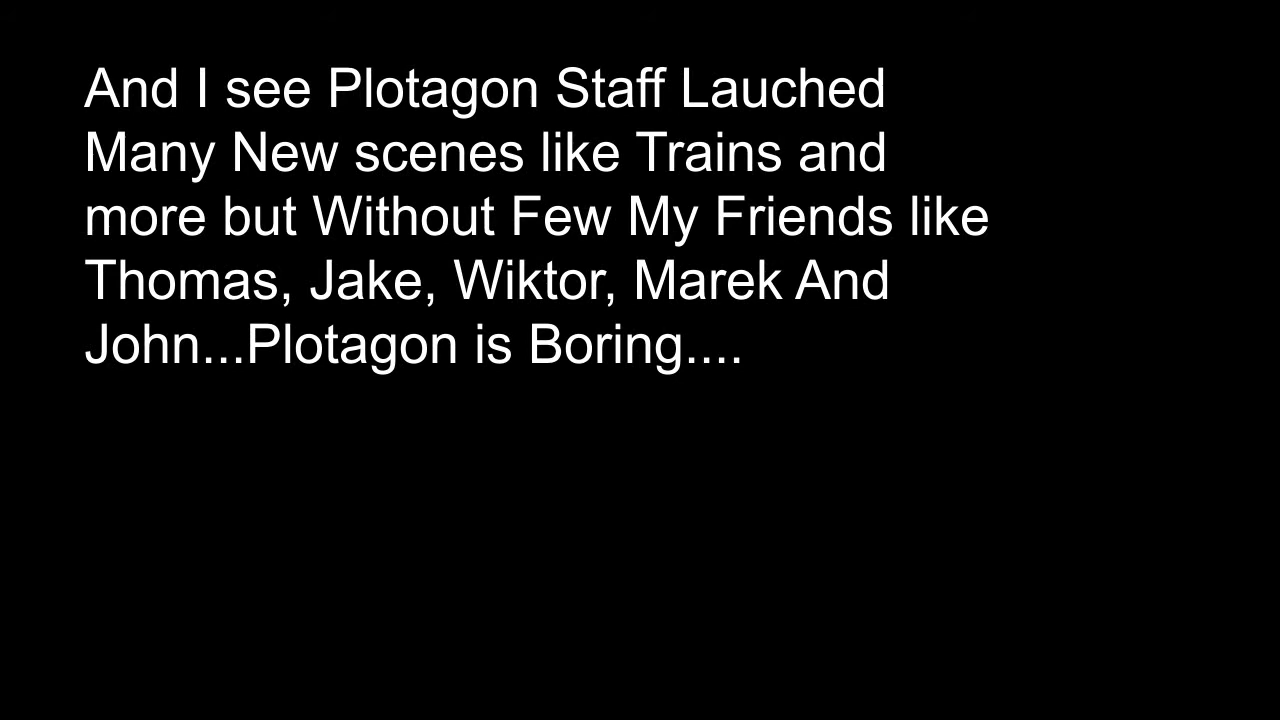 And I see Plotagon Staff Lauched
Many New scenes like Trains and
more but Without Few My Friends like
Thomas, Jake, Wiktor, Marek And
John...Plotagon is Boring....